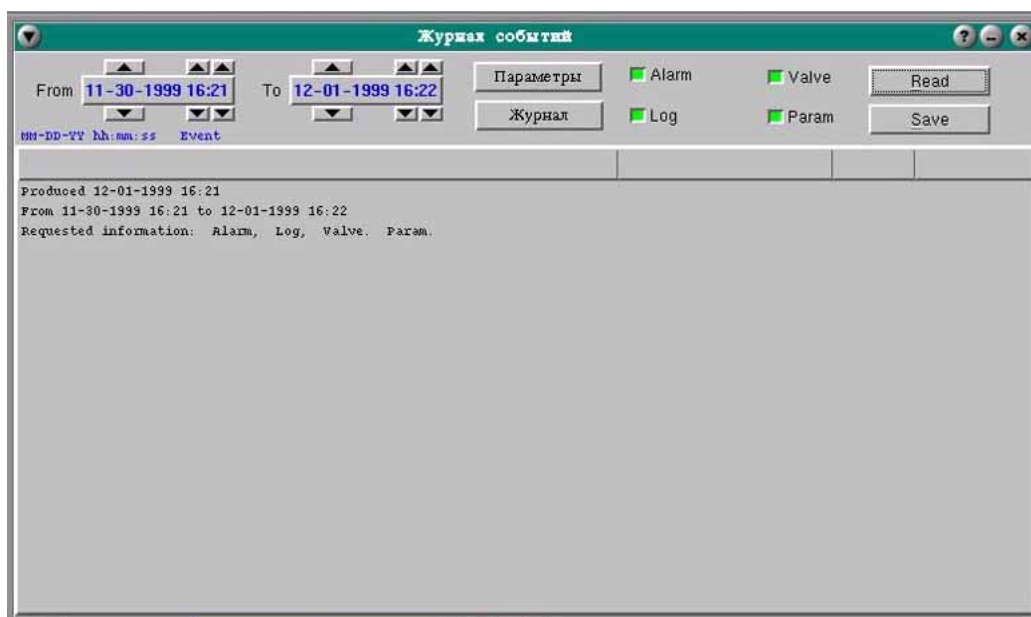 Журнал событий
From 11-30-1999 16:21 To 12-01-1999 16:22
Параметры
Журнал
Alarm
Valve
Log
Param
Read
Save
MM-DD-YY hh:mm:ss Event
Produced 12-01-1999 16:21
From 11-30-1999 16:21 to 12-01-1999 16:22
Requested information: Alarm, Log, Valve. Param.